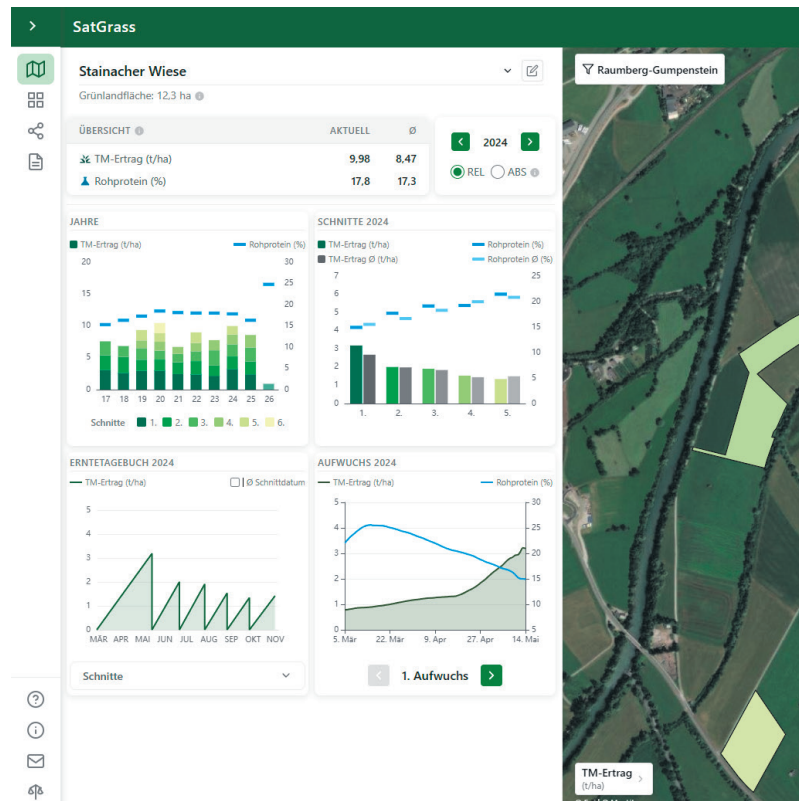 SatGrass
Stainacher Wiese
Grünlandfläche: 12,3 ha
ÜBERSICHT AKTUELL Ø
TM-Ertrag (t/ha) 9,98 8,47
Rohprotein (%) 17,8 17,3
2024
REL ABS
Raumberg-Gumpenstein
JAHRE
TM-Ertrag (t/ha) Rohprotein (%)
20 30
25
15 20
10 15
10
5
5
0 0
17 18 19 20 21 22 23 24 25 26
Schnitte 1. 2. 3. 4. 5. 6.
SCHNITTE 2024
TM-Ertrag (t/ha) Rohprotein (%)
TM-Ertrag Ø (t/ha) Rohprotein Ø (%)
7 25
6
5 20
4 15
3 10
2
1 5
0 0
1. 2. 3. 4. 5.
ERNTETAGEBUCH 2024
TM-Ertrag (t/ha) Ø Schnittdatum
5
4
3
2
1
0
MÄR APR MAI JUN JUL AUG SEP OKT NOV
Schnitte
AUFWUCHS 2024
TM-Ertrag (t/ha) Rohprotein (%)
5 30
4 25
3 20
2 15
1 10
0 5
5. Mär 22. Mär 9. Apr 27. Apr 14. Mai
1. Aufwuchs
TM-Ertrag
(t/ha)